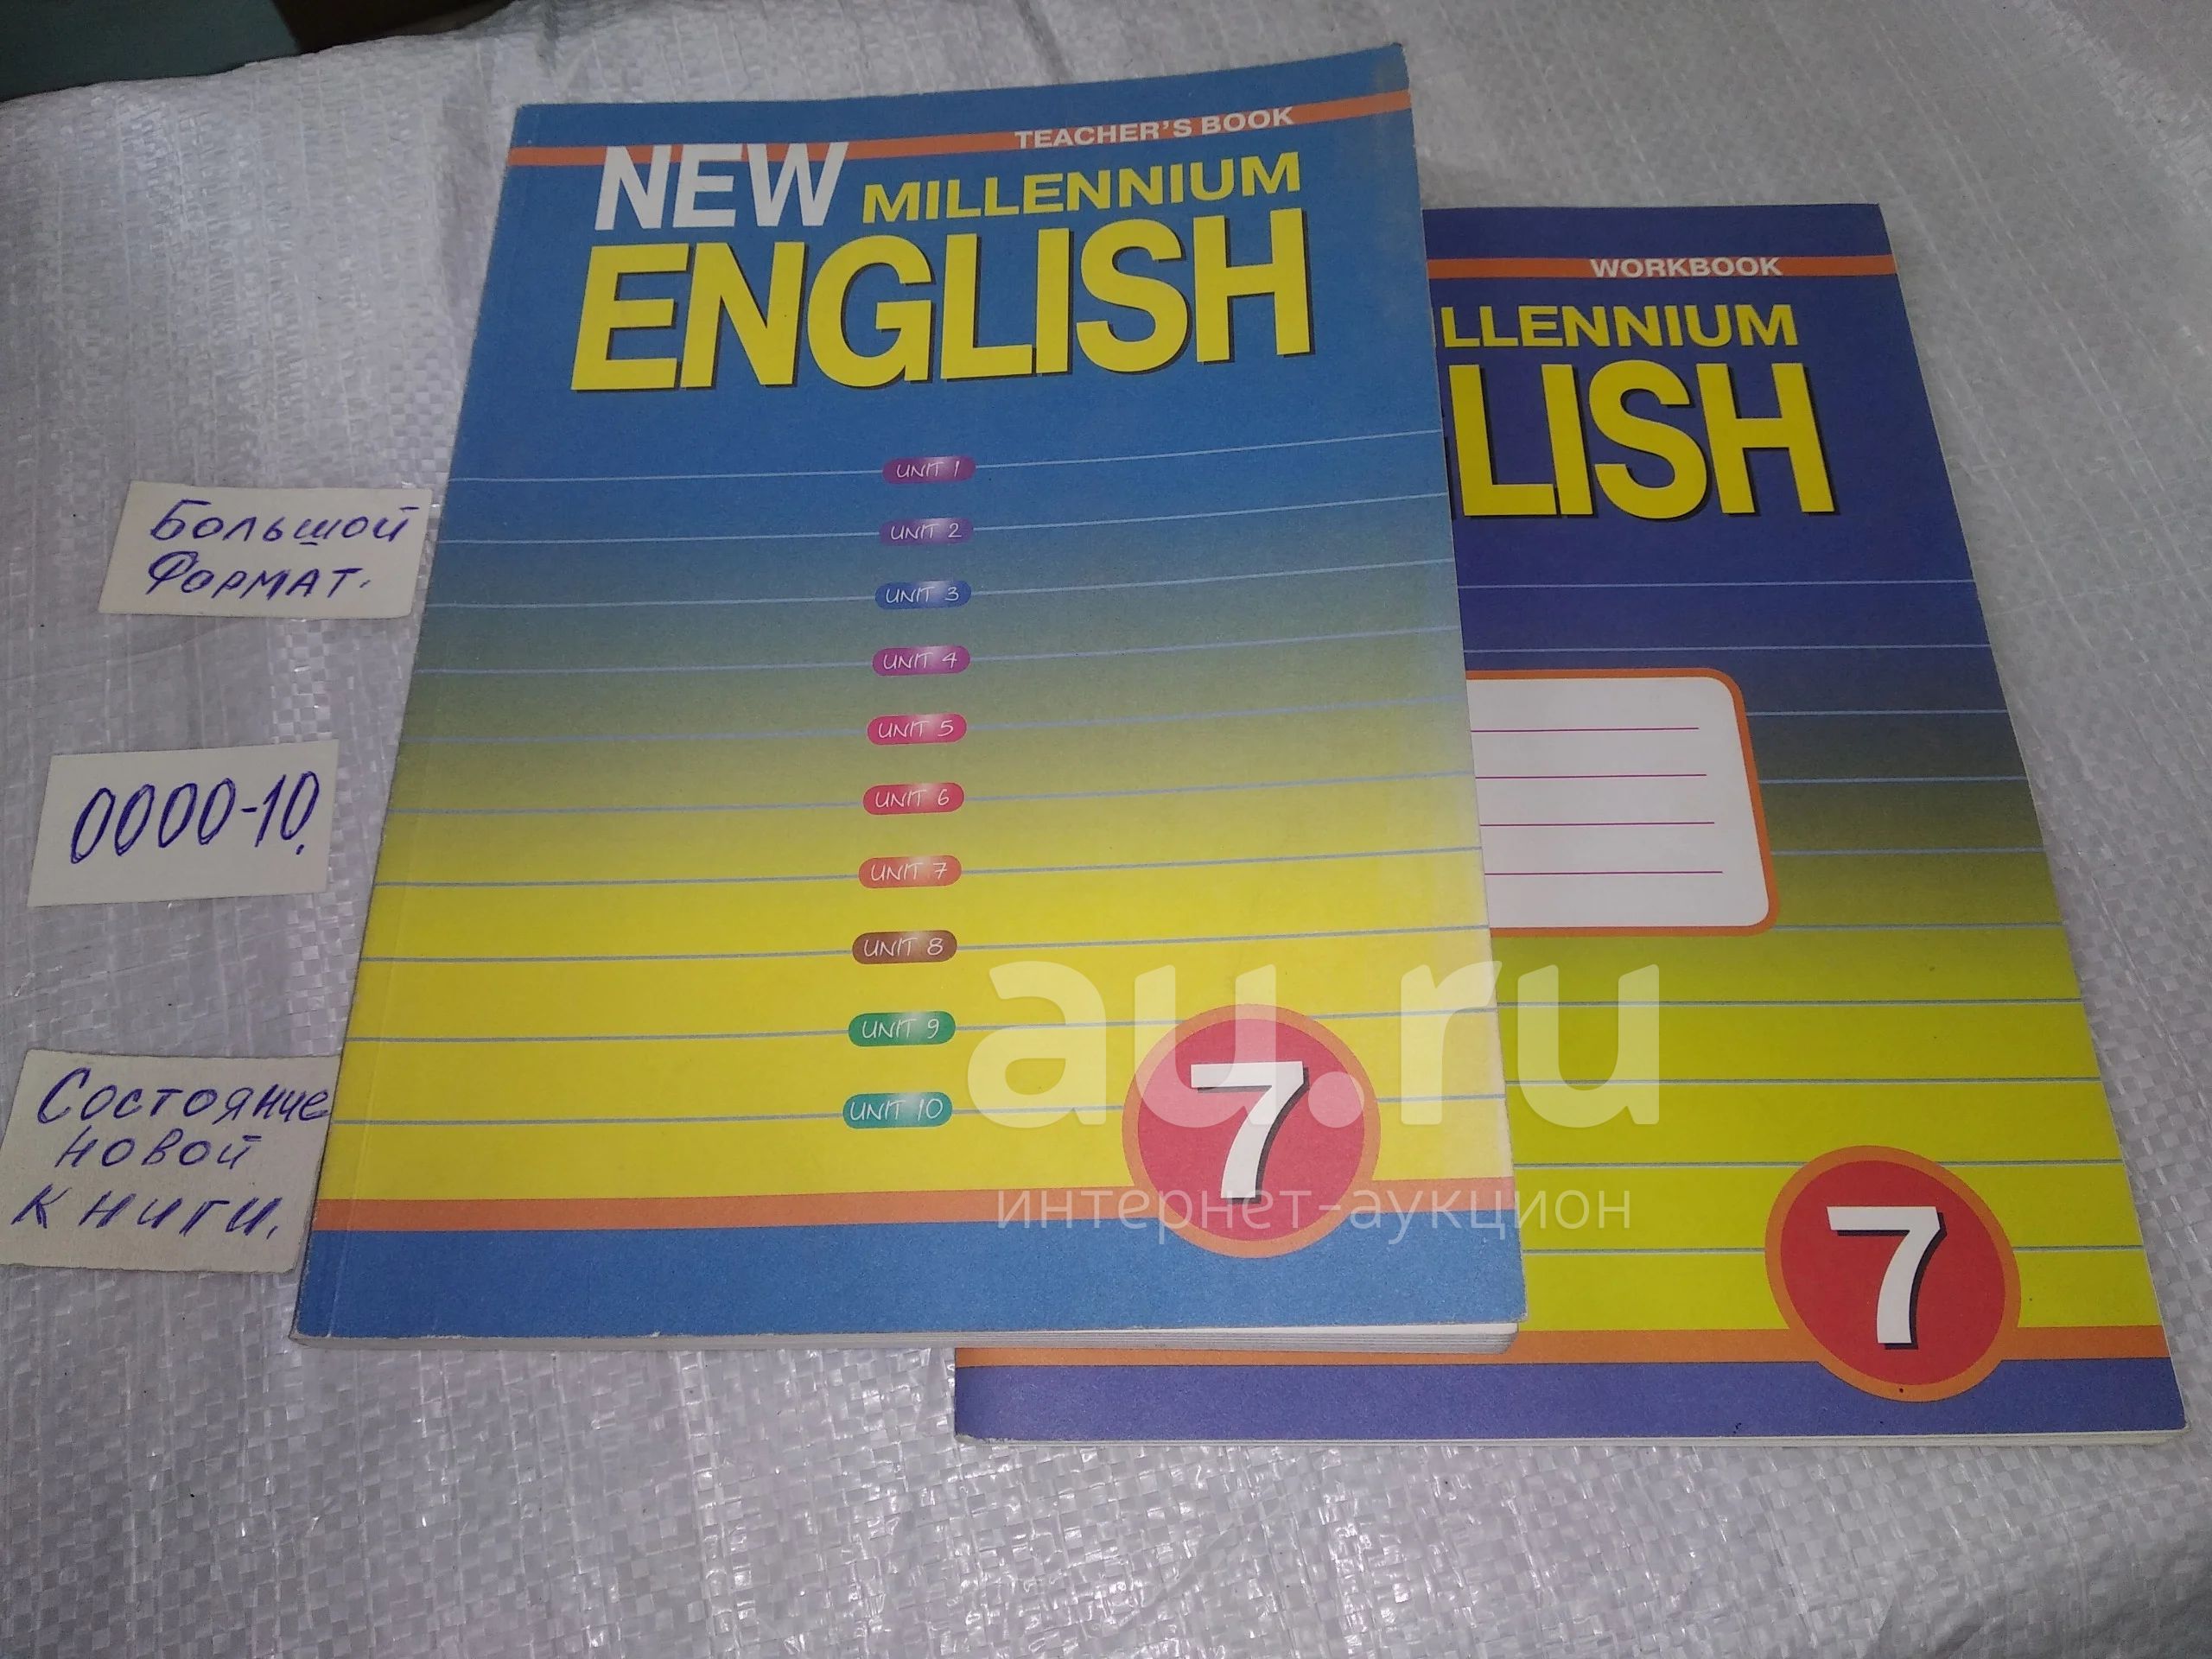 TEACHER'S BOOK
NEW MILLENNIUM
ENGLISH
UNIT 1
UNIT 2
UNIT 3
UNIT 4
UNIT 5
UNIT 6
UNIT 7
UNIT 8
UNIT 9
UNIT 10
7
WORKBOOK
LLENNIUM
LISH
7
Большой
Формат.
0000-10.
Состояние
новой
книги.
au.ru
интернет-аукцион